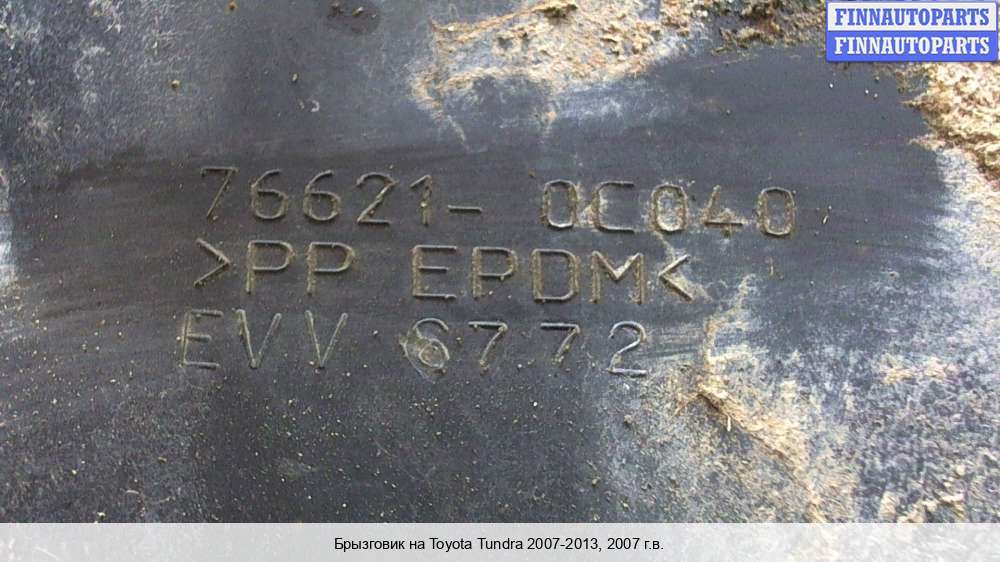 FINNAUTOPARTS
FINNAUTOPARTS
76621- 0C040
>PP EPDM<
EVV 6772
Брызговик на Toyota Tundra 2007-2013, 2007 г.в.